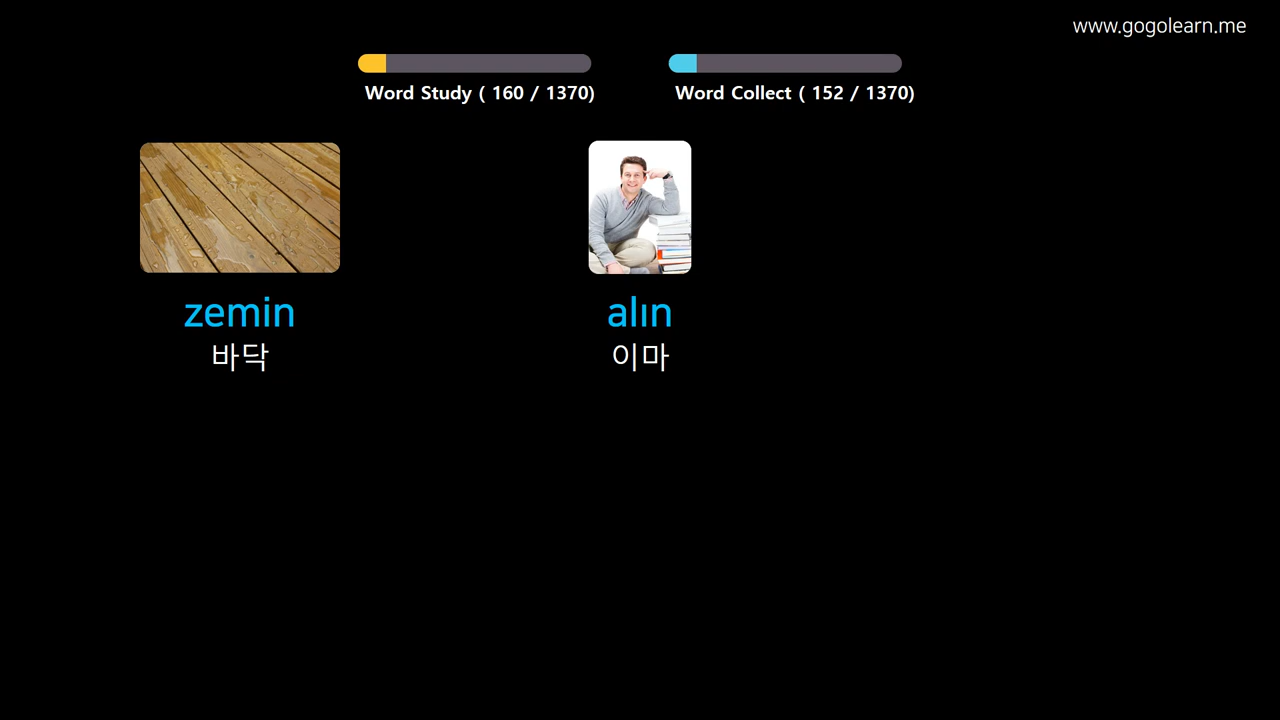 www.gogolearn.me
Word Study ( 160 / 1370)
Word Collect ( 152 / 1370)
zemin
바닥
alın
이마